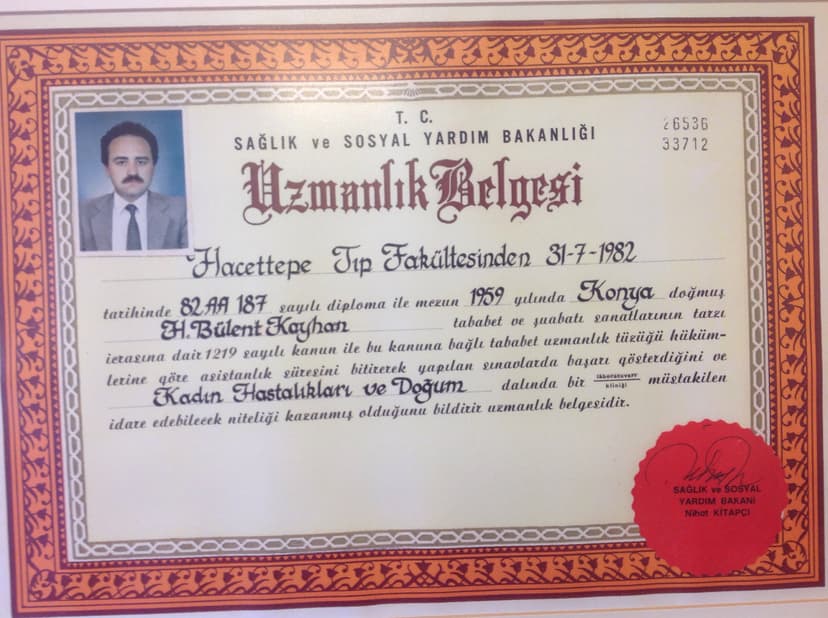 T. C.
SAĞLIK ve SOSYAL YARDIM BAKANLIĞI
26536
33712
Uzmanlık Belgesi
Hacettepe Tıp Fakültesinden 31-7-1982
tarihinde 82AA 187 sayılı diploma ile mezun 1959 yılında Konya doğmuş
H. Bülent Kayhan tababet ve şuabatı sanallarının tarzı
icrasına dair 1219 sayılı kanun ile bu kanuna bağlı tababet uzmanlık tüzüğü hüküm-
lerine göre asistanlık süresini bitirerek yapılan sınavlarda başarı gösterdiğini ve
Kadın Hastalıkları ve Doğum dalında bir laboratuvarı kliniği müstakilen
idare edebilecek niteliği kazanmış olduğunu bildirir uzmanlık belgesidir.
SAĞLIK ve SOSYAL
YARDIM BAKANI
Nihat KİTAPÇI